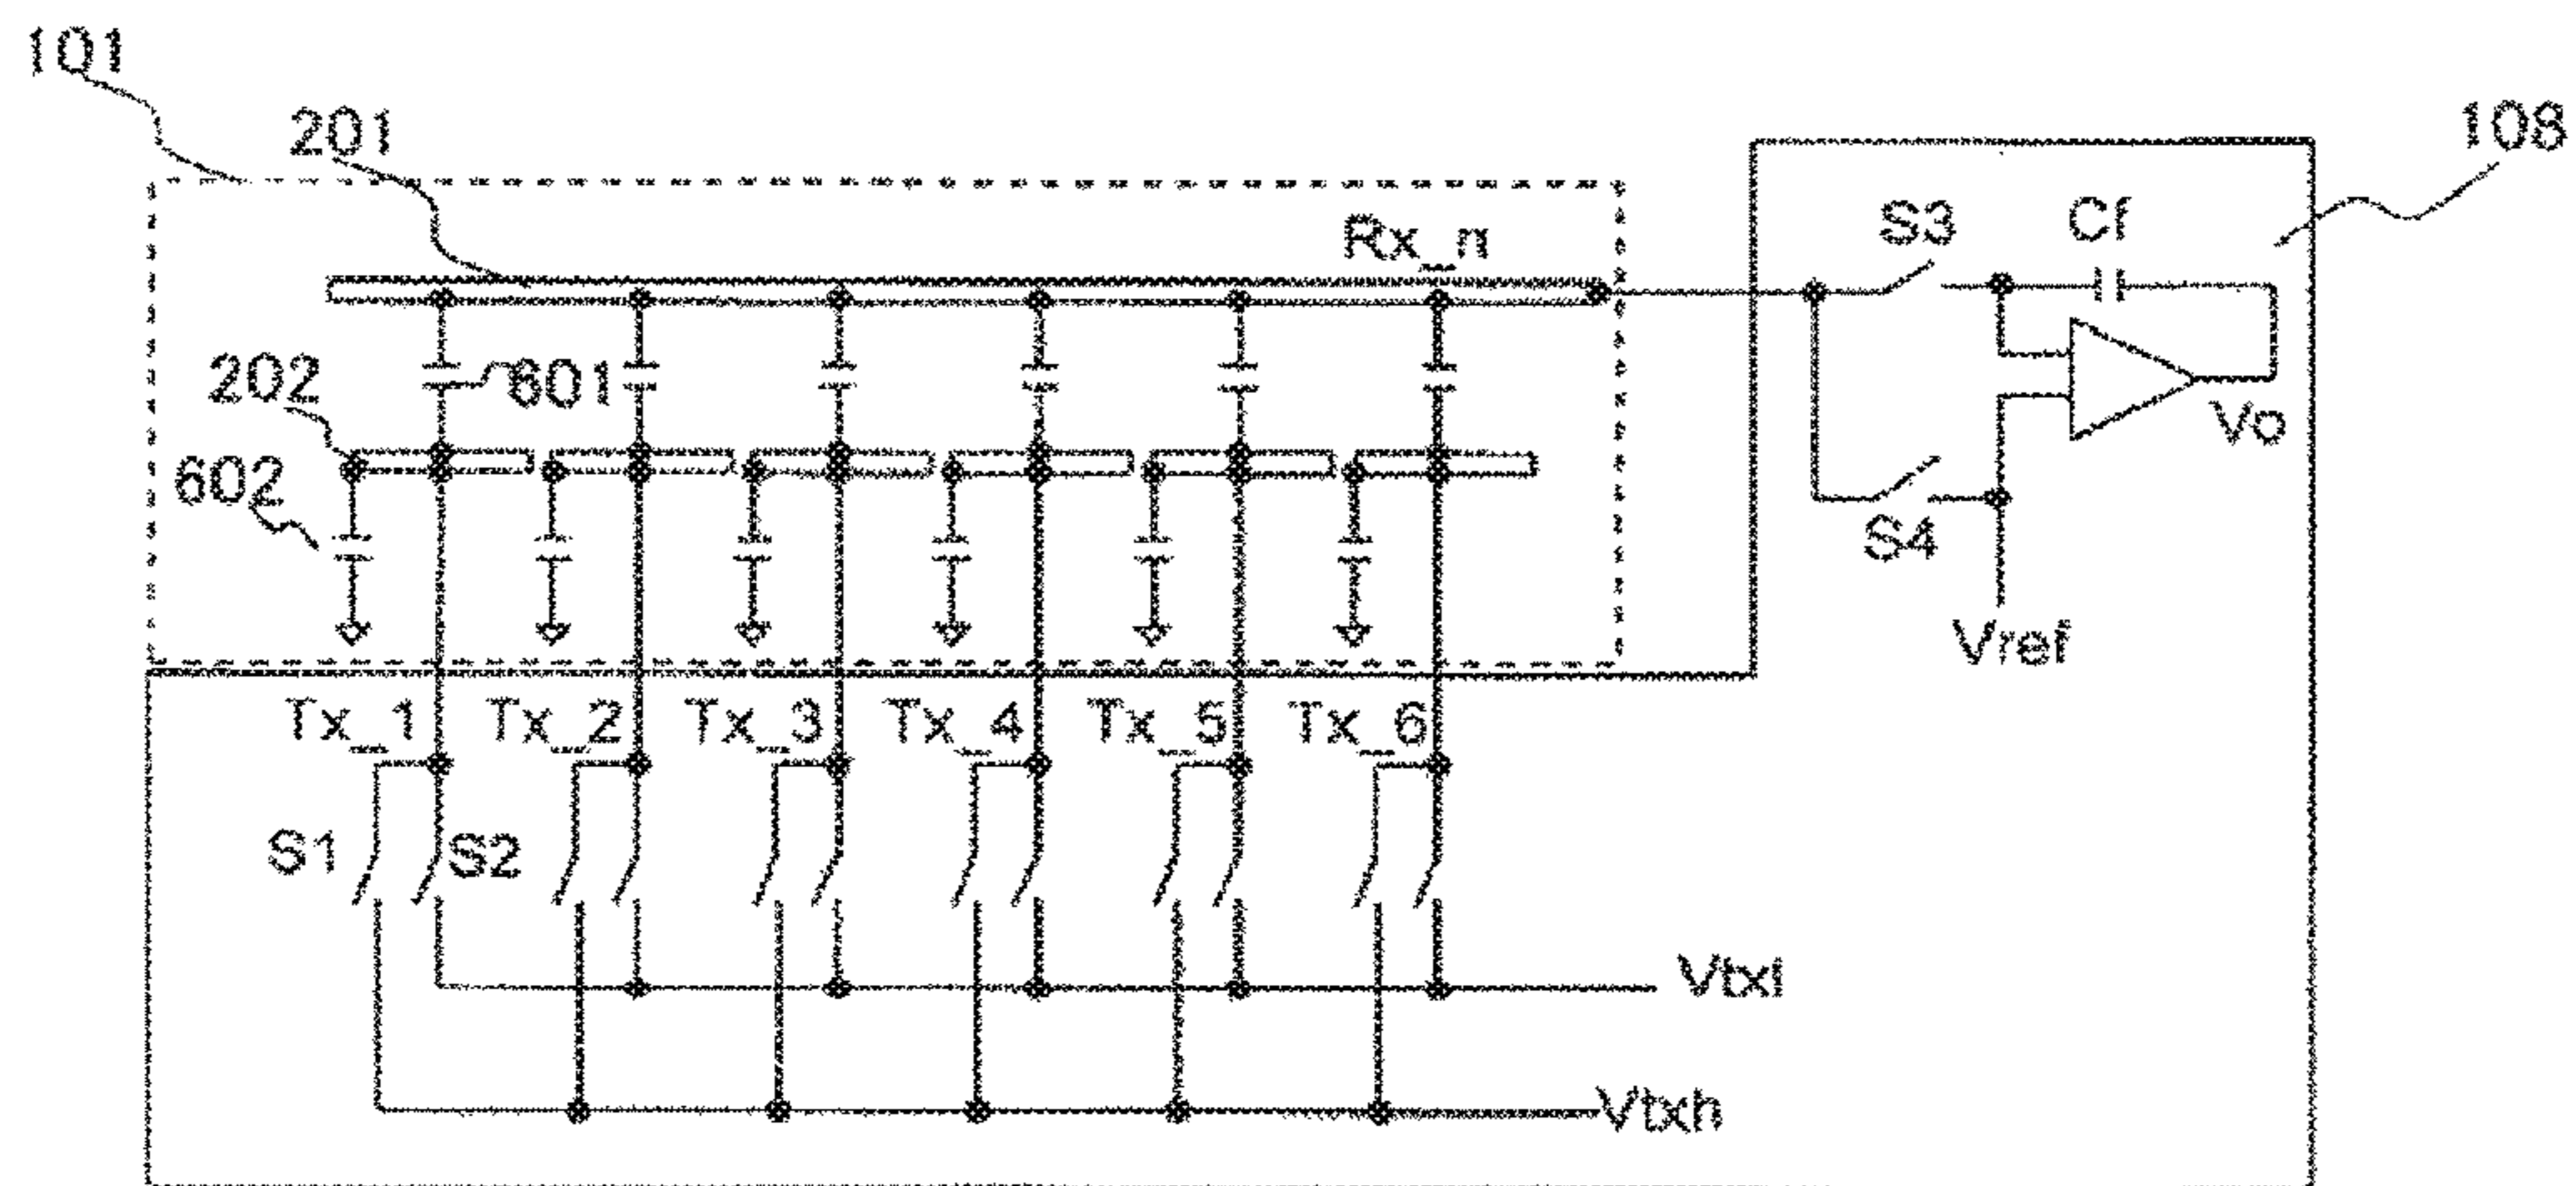 101
201
108
Rx_n
S3
Cf
202
601
602
Vo
S4
Vref
Tx_1
Tx_2
Tx_3
Tx_4
Tx_5
Tx_6
S1
S2
Vtxl
Vtxh